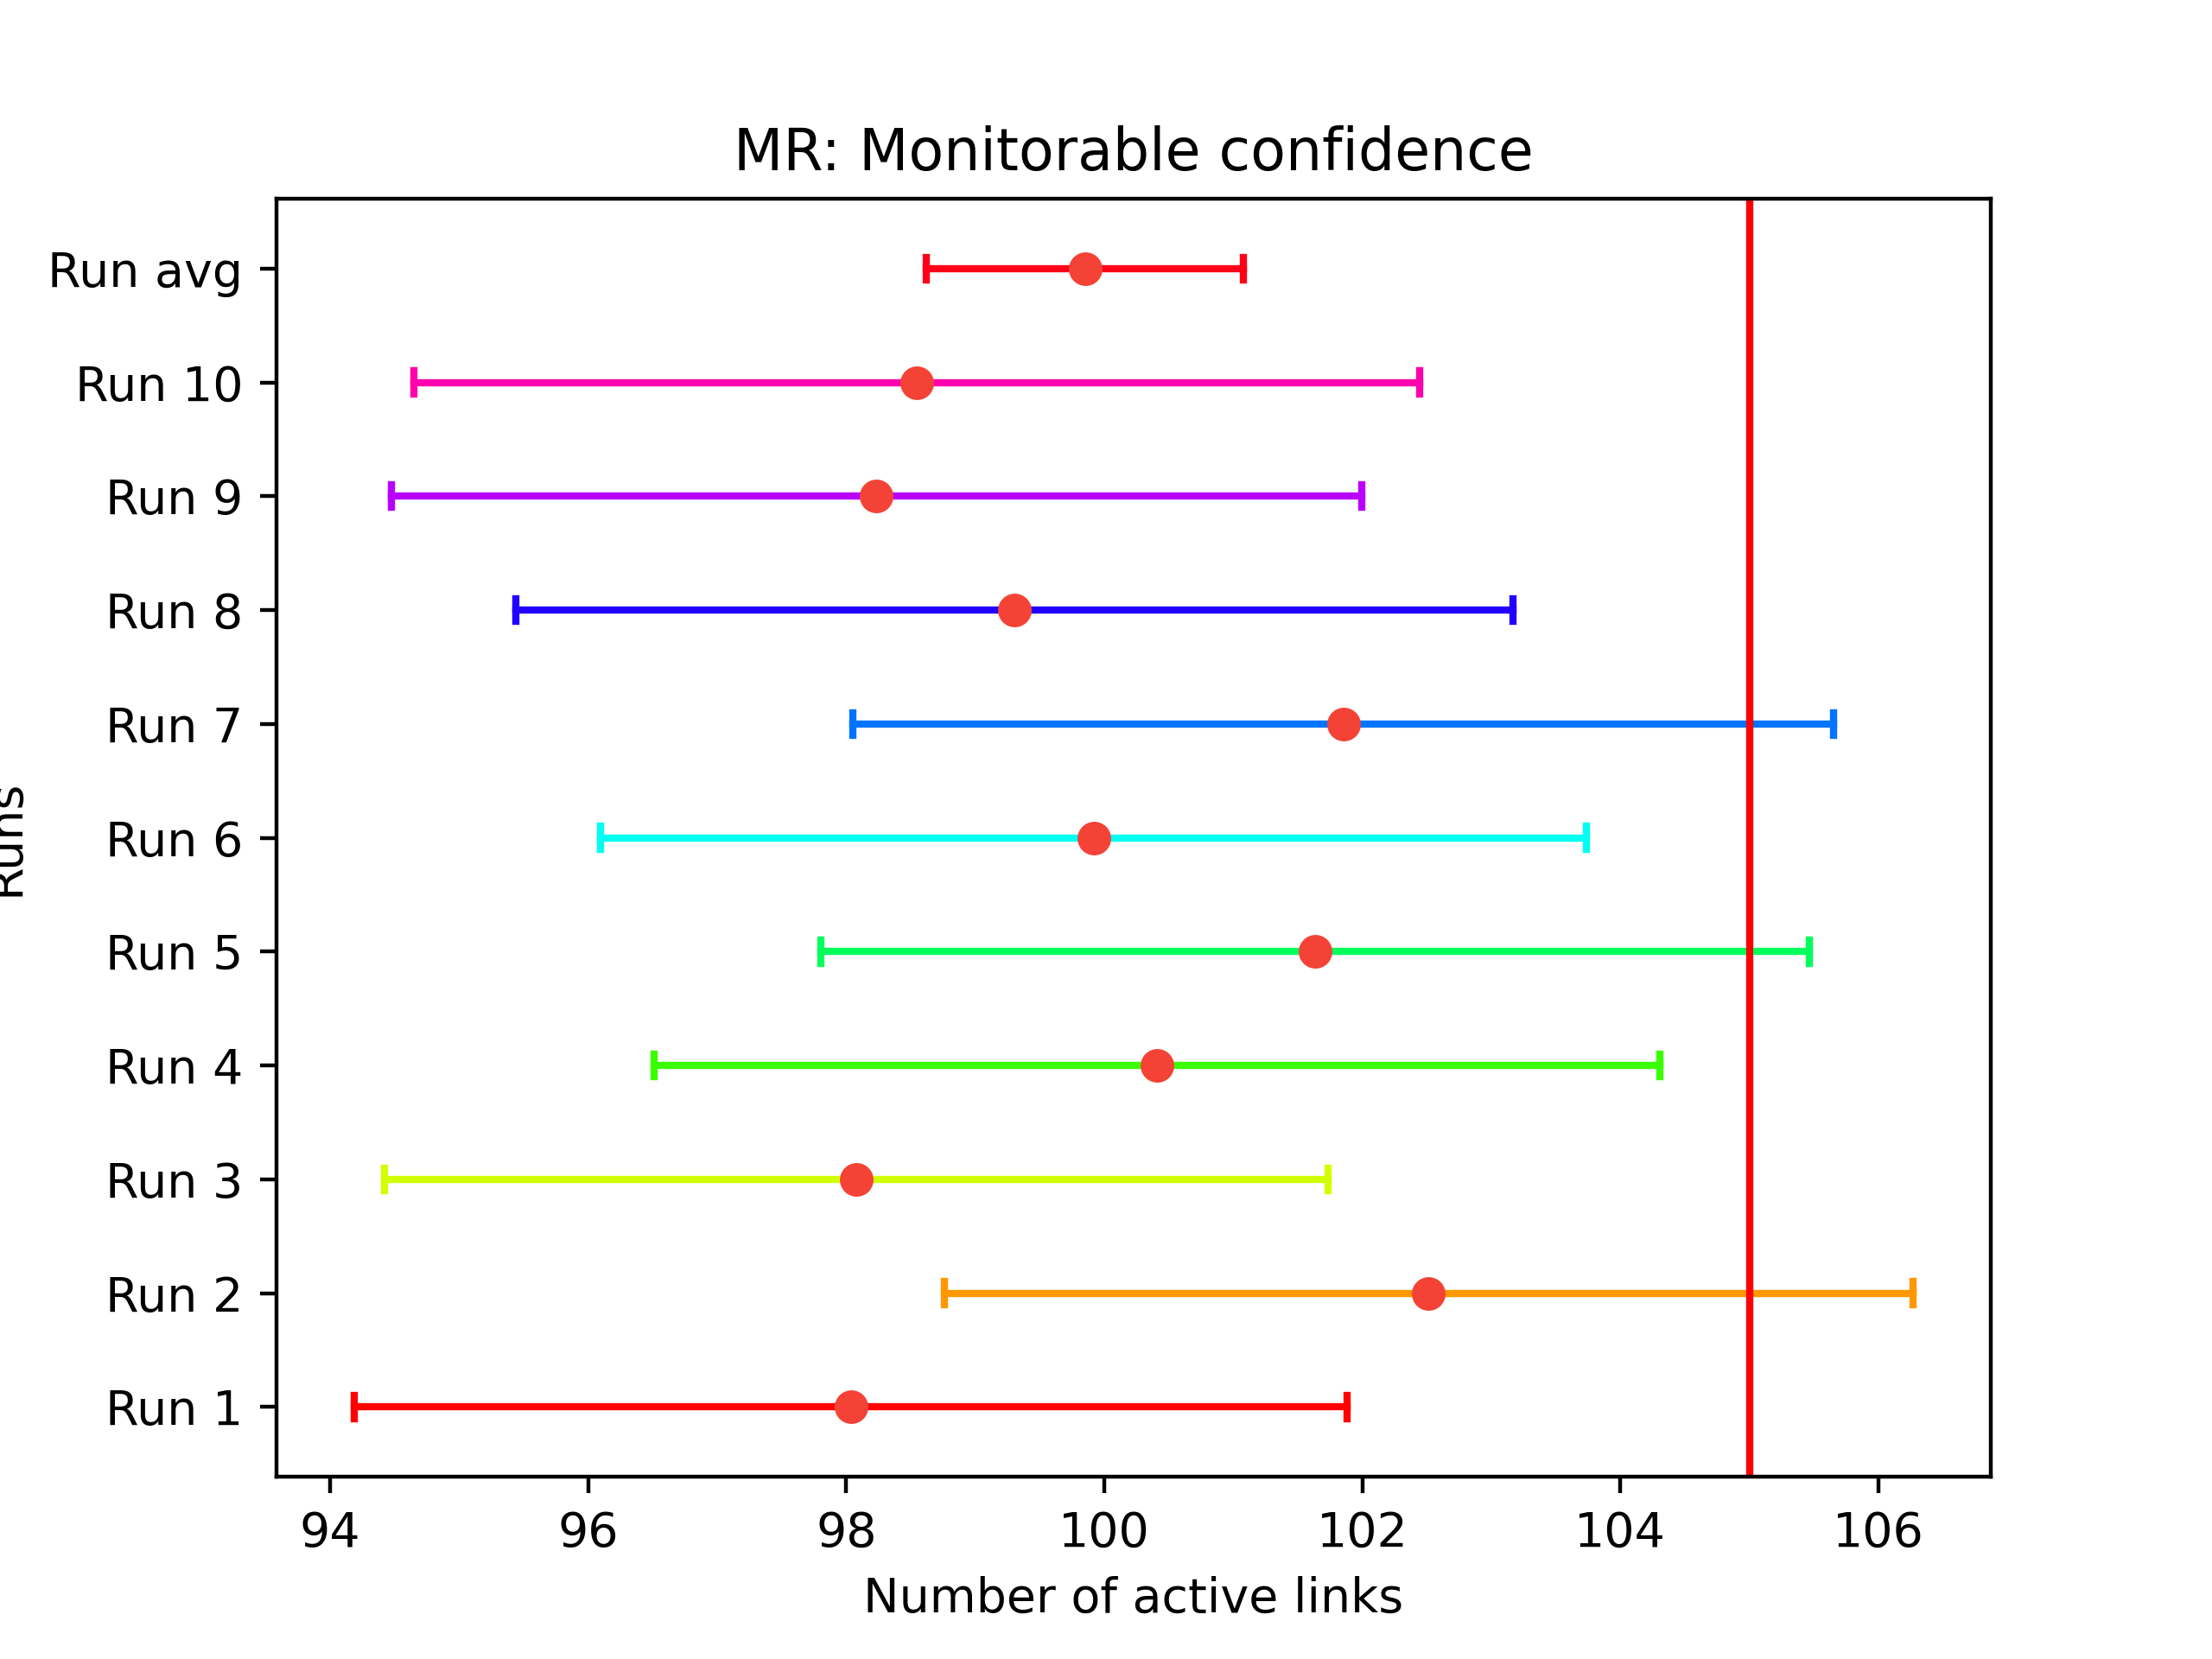 MR: Monitorable confidence
Run avg
Run 10
Run 9
Run 8
Run 7
Run 6
Runs
Run 5
Run 4
Run 3
Run 2
Run 1
94 96 98 100 102 104 106
Number of active links